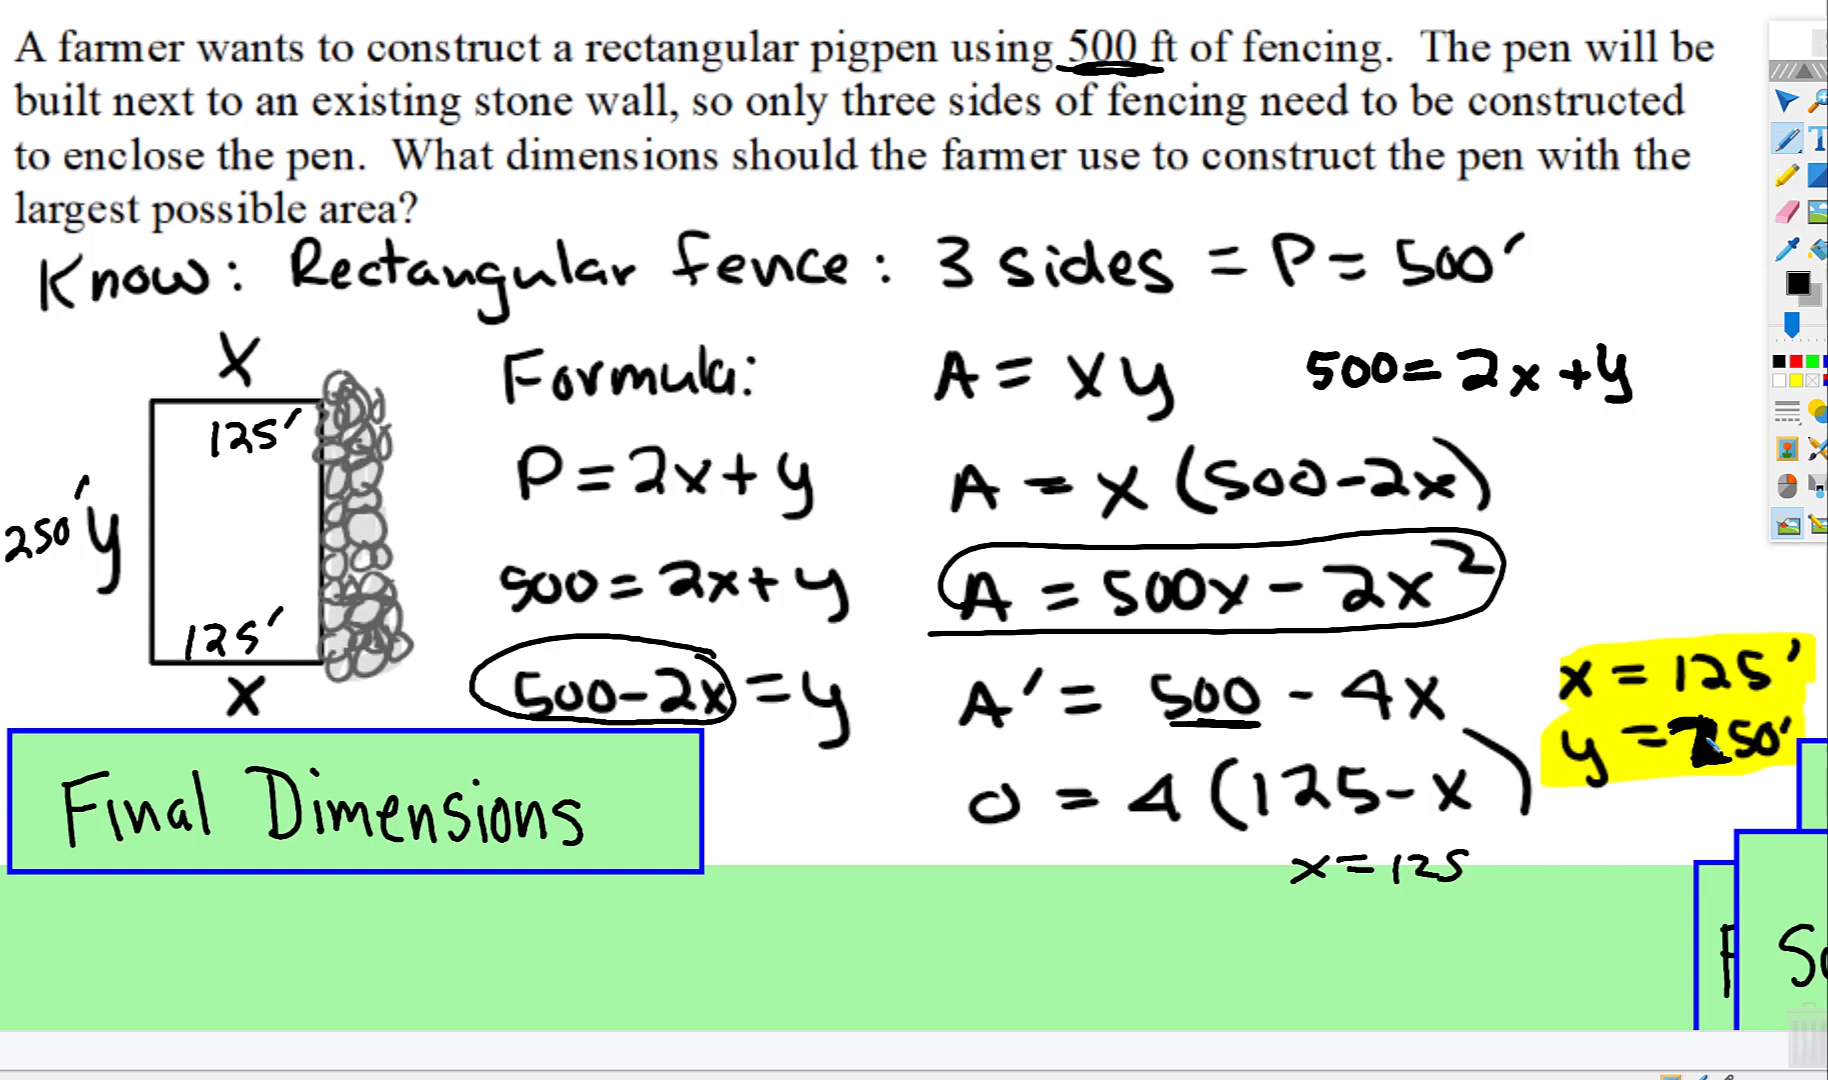 A farmer wants to construct a rectangular pigpen using 500 ft of fencing. The pen will be
built next to an existing stone wall, so only three sides of fencing need to be constructed
to enclose the pen. What dimensions should the farmer use to construct the pen with the
largest possible area?
Know: Rectangular fence: 3 sides = P = 500'
X
125'
250' y
125'
X
Formula:
P = 2x + y
500 = 2x + y
500 - 2x = y
A = xy
500 = 2x + y
A = x (500 - 2x)
A = 500x - 2x²
A' = 500 - 4x
0 = 4 (125 - x)
x = 125
x = 125'
y = 250'
Final Dimensions